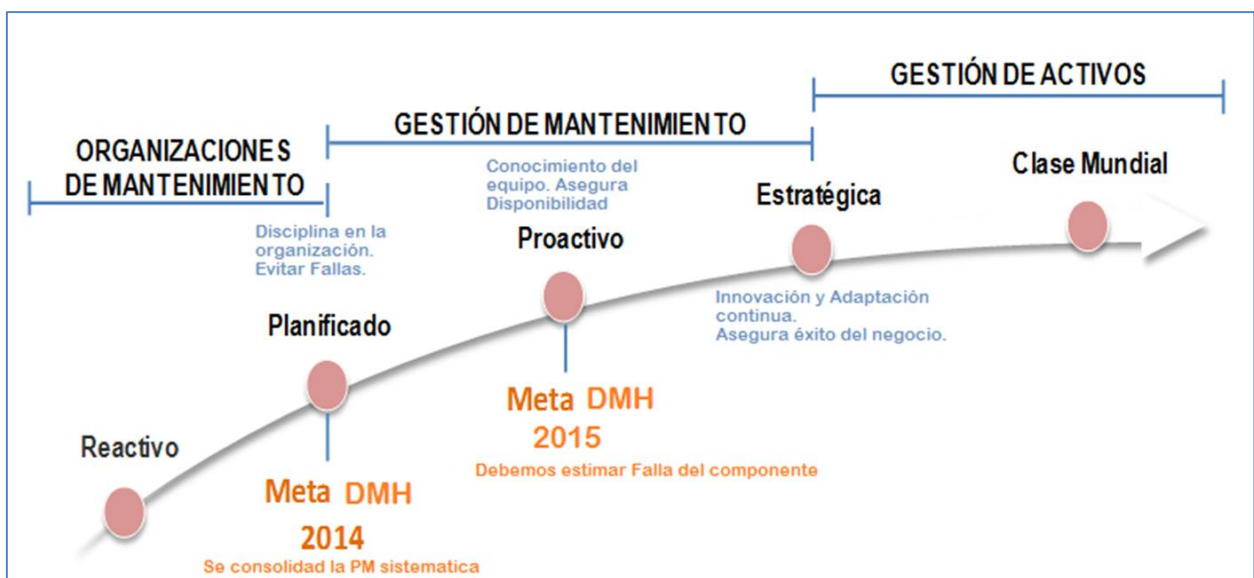 GESTIÓN DE ACTIVOS
GESTIÓN DE MANTENIMIENTO
ORGANIZACIONES
DE MANTENIMIENTO
Conocimiento del
equipo. Asegura
Disponibilidad
Clase Mundial
Estratégica
Disciplina en la
organización.
Evitar Fallas.
Proactivo
Innovación y Adaptación
continua.
Asegura éxito del negocio.
Planificado
Meta DMH
2015
Debemos estimar Falla del componente
Reactivo
Meta DMH
2014
Se consolidad la PM sistematica